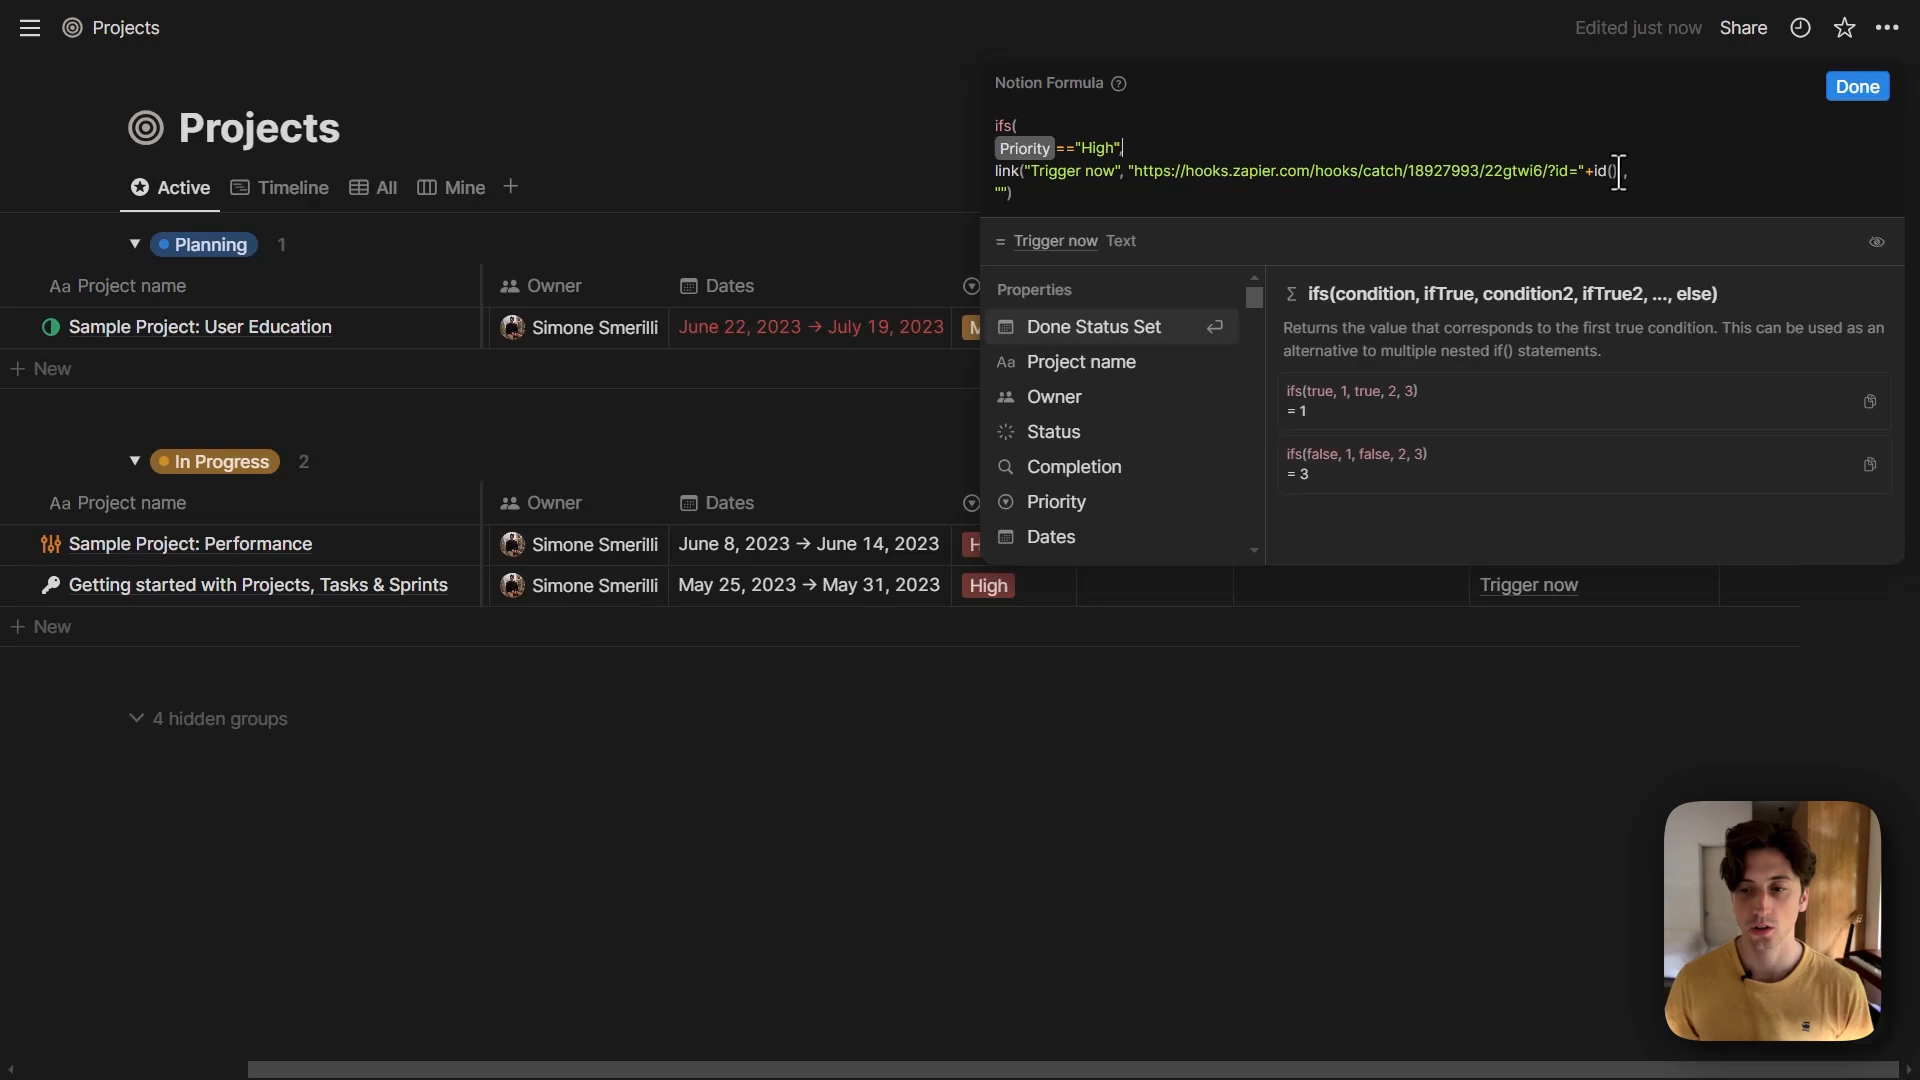 Projects
Edited just now
Share
Notion Formula
Done
ifs(
Priority =="High",
link("Trigger now", "https://hooks.zapier.com/hooks/catch/18927993/22gtwi6/?id="+id()),
"")
= Trigger now Text
Projects
Active
Timeline
All
Mine
Planning 1
Aa Project name
Owner
Dates
Sample Project: User Education
Simone Smerilli
June 22, 2023 → July 19, 2023
+ New
In Progress 2
Aa Project name
Owner
Dates
Sample Project: Performance
Simone Smerilli
June 8, 2023 → June 14, 2023
Getting started with Projects, Tasks & Sprints
Simone Smerilli
May 25, 2023 → May 31, 2023
High
Trigger now
+ New
4 hidden groups
Properties
Done Status Set
Aa Project name
Owner
Status
Completion
Priority
Dates
Σ ifs(condition, ifTrue, condition2, ifTrue2, ..., else)
Returns the value that corresponds to the first true condition. This can be used as an
alternative to multiple nested if() statements.
ifs(true, 1, true, 2, 3)
= 1
ifs(false, 1, false, 2, 3)
= 3